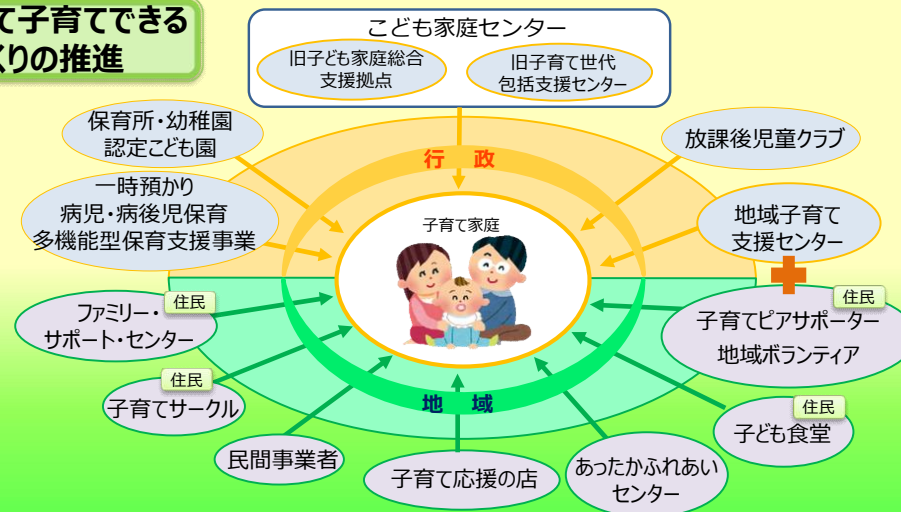 て子育てできる
くりの推進
こども家庭センター
旧子ども家庭総合
支援拠点
旧子育て世代
包括支援センター
保育所・幼稚園
認定こども園
放課後児童クラブ
行 政
一時預かり
病児・病後児保育
多機能型保育支援事業
子育て家庭
地域子育て
支援センター
住民
ファミリー・
サポート・センター
住民
子育てピアサポーター
地域ボランティア
住民
子育てサークル
地 域
住民
子ども食堂
民間事業者
子育て応援の店
あったかふれあい
センター